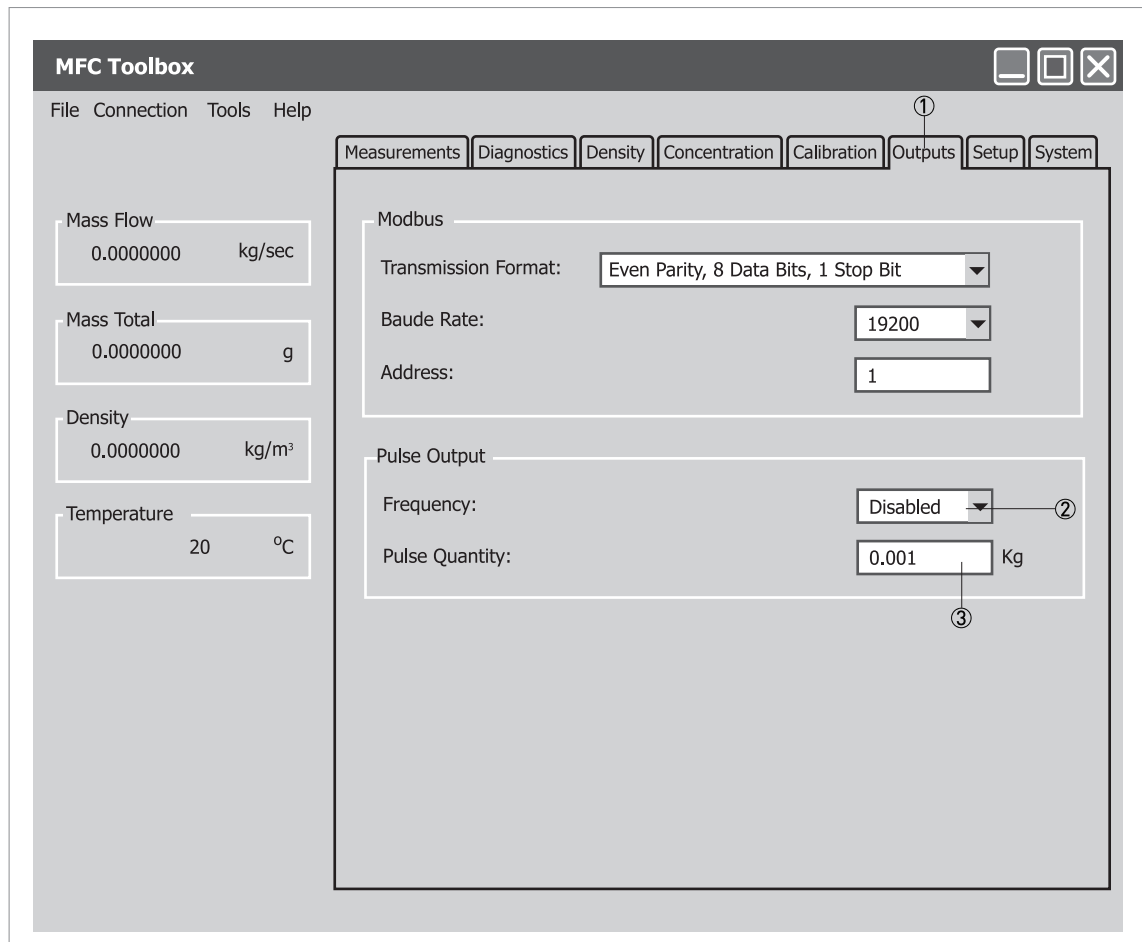 MFC Toolbox
File Connection Tools Help
①
Measurements Diagnostics Density Concentration Calibration Outputs Setup System
Mass Flow
0.0000000 kg/sec
Mass Total
0.0000000 g
Density
0.0000000 kg/m³
Temperature
20 ⁰C
Modbus
Transmission Format: Even Parity, 8 Data Bits, 1 Stop Bit
Baude Rate: 19200
Address: 1
Pulse Output
Frequency: Disabled ②
Pulse Quantity: 0.001 Kg
③